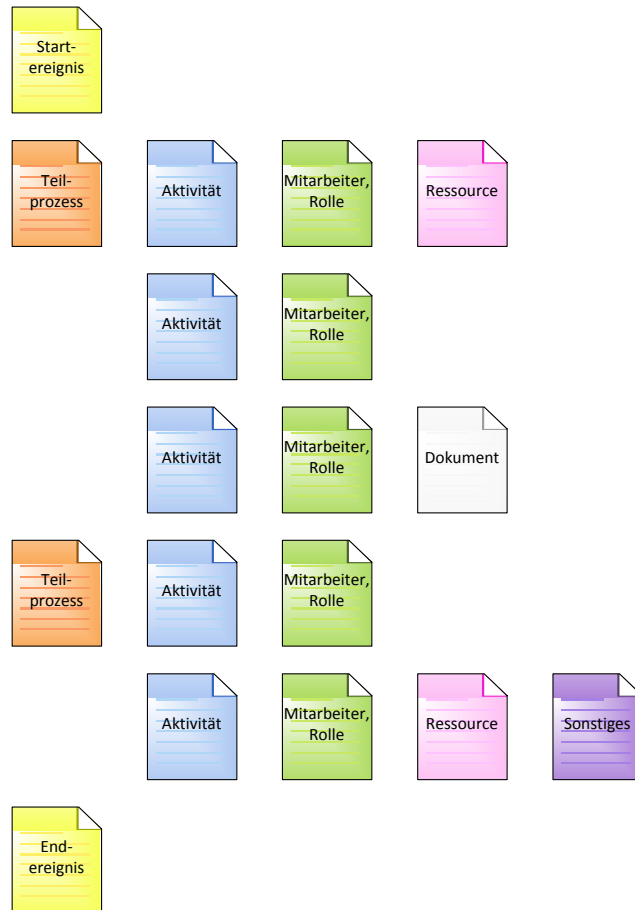 Start-
ereignis
Teil-
prozess
Aktivität
Mitarbeiter,
Rolle
Ressource
Aktivität
Mitarbeiter,
Rolle
Aktivität
Mitarbeiter,
Rolle
Dokument
Teil-
prozess
Aktivität
Mitarbeiter,
Rolle
Aktivität
Mitarbeiter,
Rolle
Ressource
Sonstiges
End-
ereignis